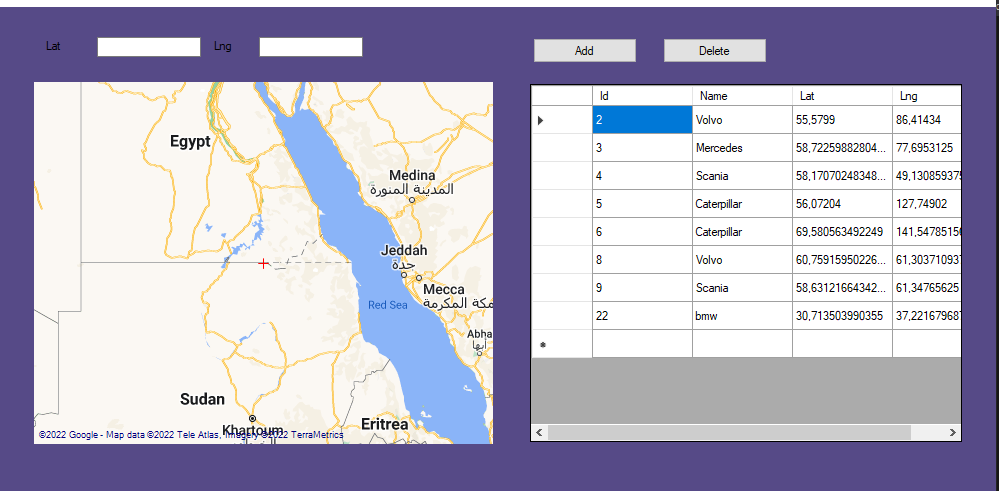 Lat
Lng
Add
Delete
Egypt
Medina
المدينة المنورة
Jeddah
جدة
Mecca
مكة المكرمة
Red Sea
Abha
أبها
Sudan
Khartoum
Eritrea
©2022 Google - Map data ©2022 Tele Atlas, Imagery ©2022 TerraMetrics
Id Name Lat Lng
2 Volvo 55,5799 86,41434
3 Mercedes 58,72259882804... 77,6953125
4 Scania 58,17070248348... 49,130859375
5 Caterpillar 56,07204 127,74902
6 Caterpillar 69,580563492249 141,54785156
8 Volvo 60,75915950226... 61,303710937
9 Scania 58,63121664342... 61,34765625
22 bmw 30,713503990355 37,221679687